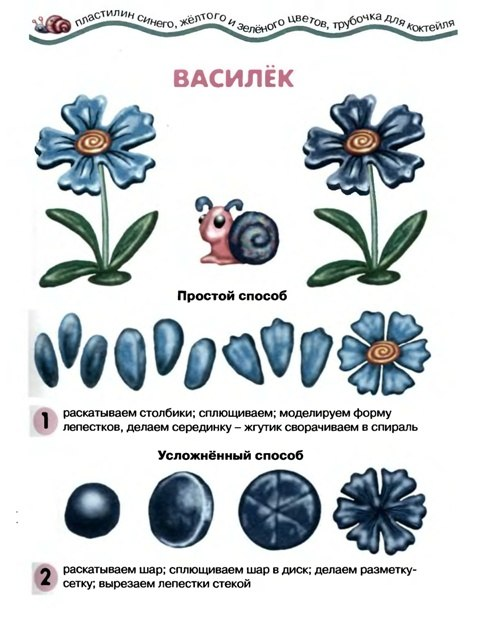 пластилин синего, жёлтого и зелёного цветов, трубочка для коктейля
ВАСИЛЁК
Простой способ
1 раскатываем столбики; сплющиваем; моделируем форму
лепестков, делаем серединку – жгутик сворачиваем в спираль
Усложнённый способ
2 раскатываем шар; сплющиваем шар в диск; делаем разметку-
сетку; вырезаем лепестки стекой